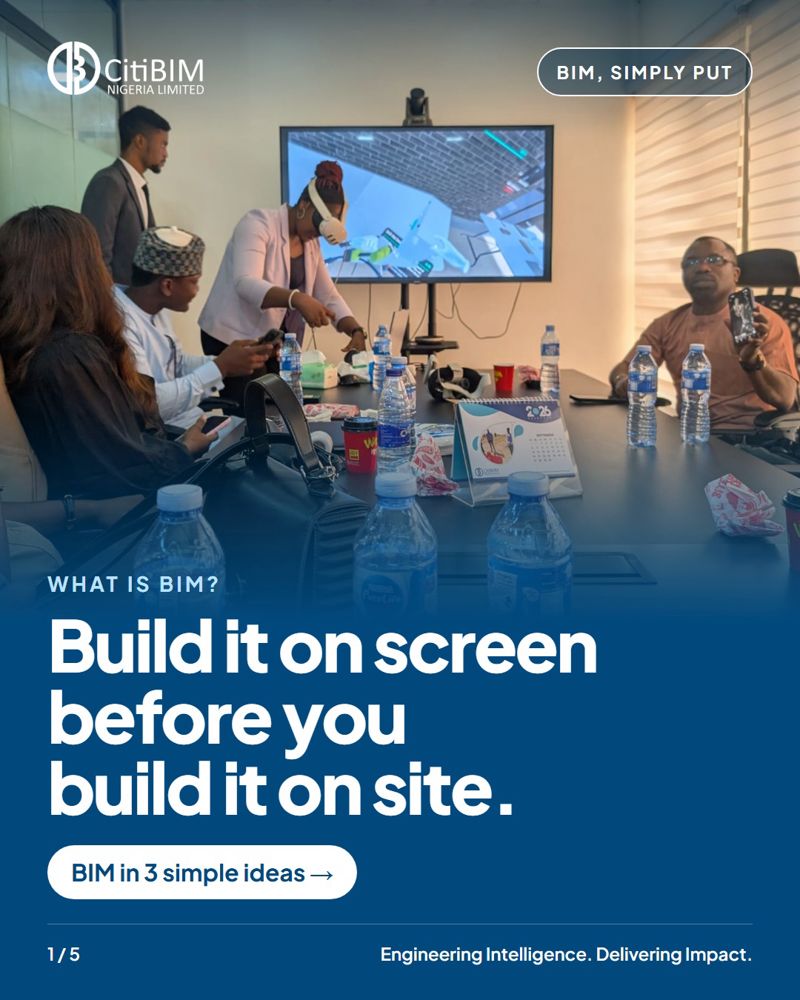 CitiBIM
NIGERIA LIMITED
BIM, SIMPLY PUT
2026
WHAT IS BIM?
Build it on screen
before you
build it on site.
BIM in 3 simple ideas →
1 / 5
Engineering Intelligence. Delivering Impact.